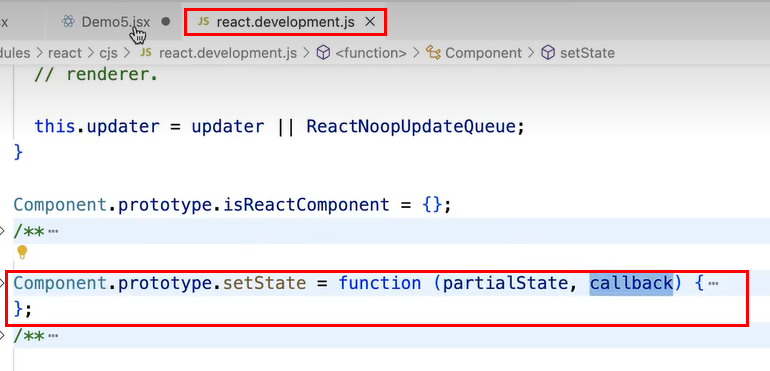 sx Demo5.jsx ● JS react.development.js ×
dules > react > cjs > JS react.development.js > <function> > Component > setState
// renderer.
this.updater = updater || ReactNoopUpdateQueue;
}
Component.prototype.isReactComponent = {};
/** ⋯
Component.prototype.setState = function (partialState, callback) { ⋯
};
/** ⋯